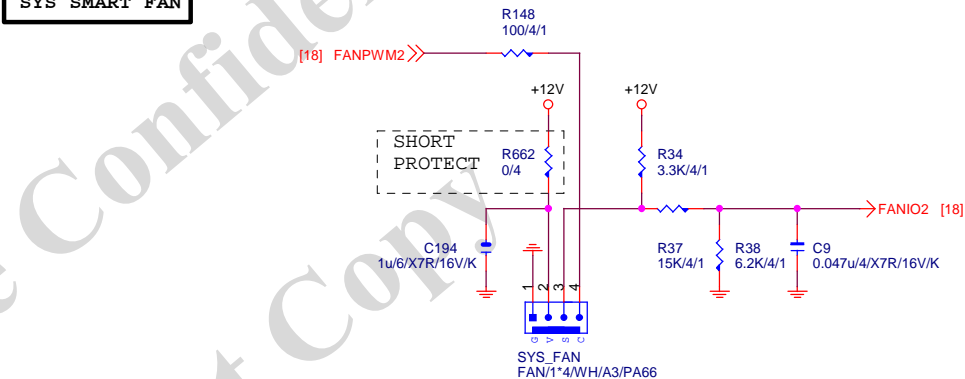 SYS SMART FAN
R148
100/4/1
[18] FANPWM2
+12V
+12V
SHORT
PROTECT
R662
0/4
R34
3.3K/4/1
FANIO2 [18]
C194
1u/6/X7R/16V/K
R37
15K/4/1
R38
6.2K/4/1
C9
0.047u/4/X7R/16V/K
1
2
3
4
G
V
S
C
SYS_FAN
FAN/1*4/WH/A3/PA66
Confide
t Copy